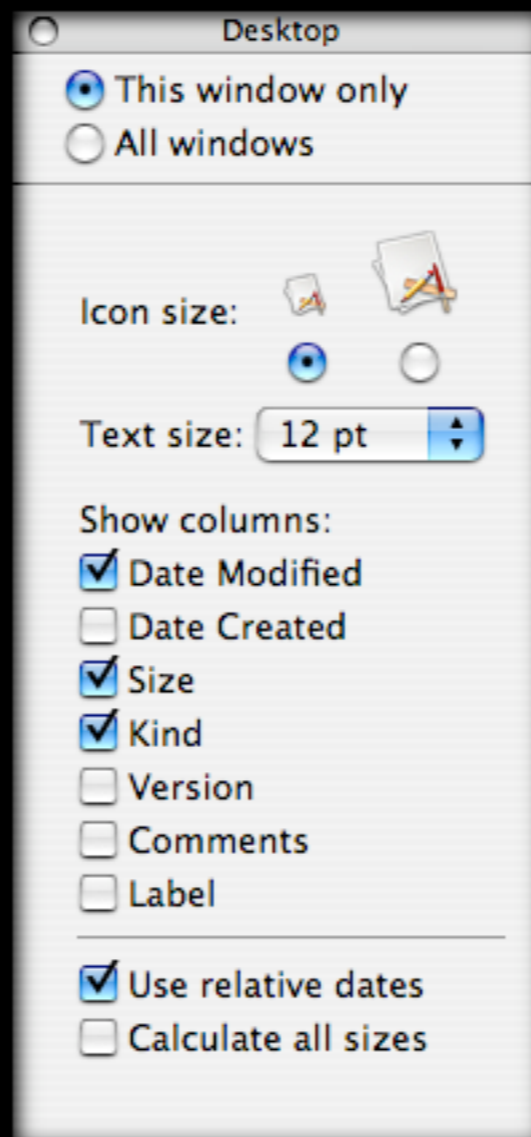 Desktop
This window only
All windows
Icon size:
Text size: 12 pt
Show columns:
Date Modified
Date Created
Size
Kind
Version
Comments
Label
Use relative dates
Calculate all sizes